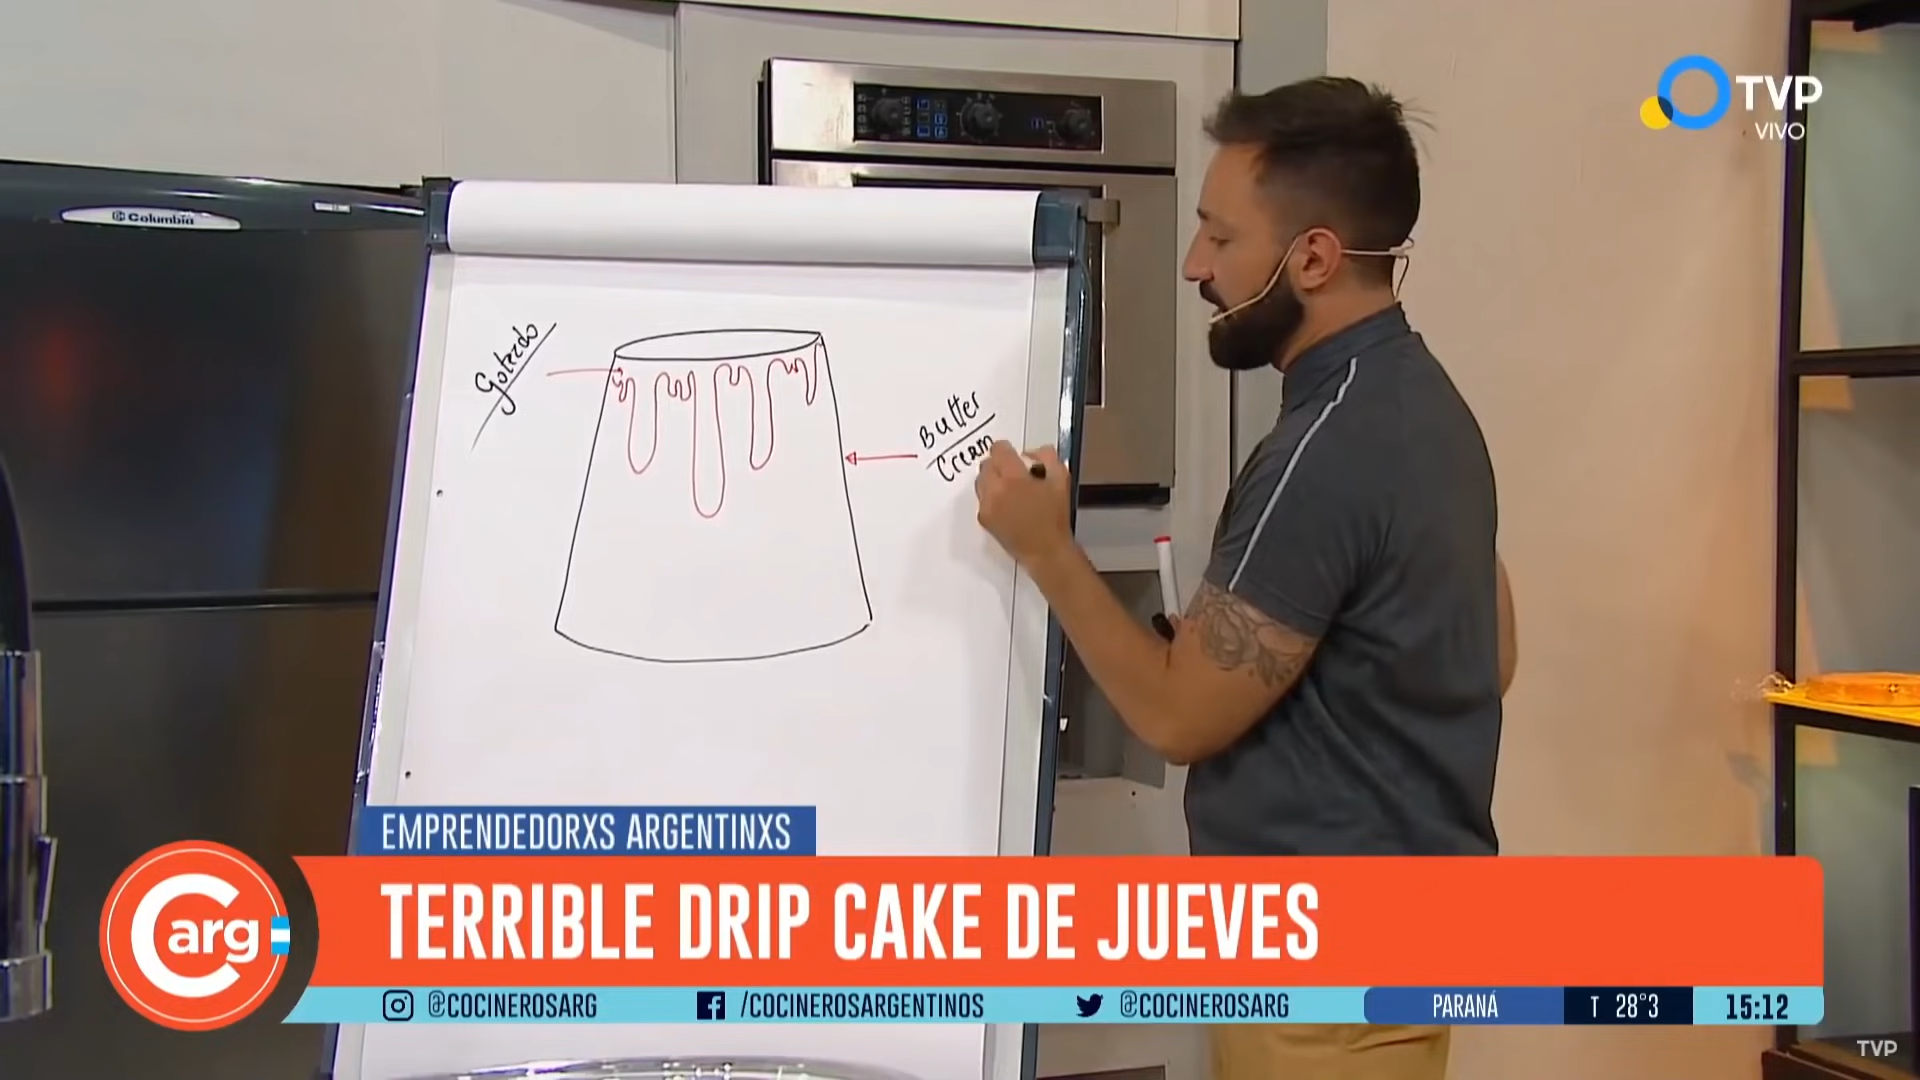 Columbia
TVP
VIVO
Goteado
Butter
Cream
EMPRENDEDORXS ARGENTINXS
TERRIBLE DRIP CAKE DE JUEVES
C arg
@COCINEROSARG
/COCINEROSARGENTINOS
@COCINEROSARG
PARANÁ
T 28°3
15:12
TVP